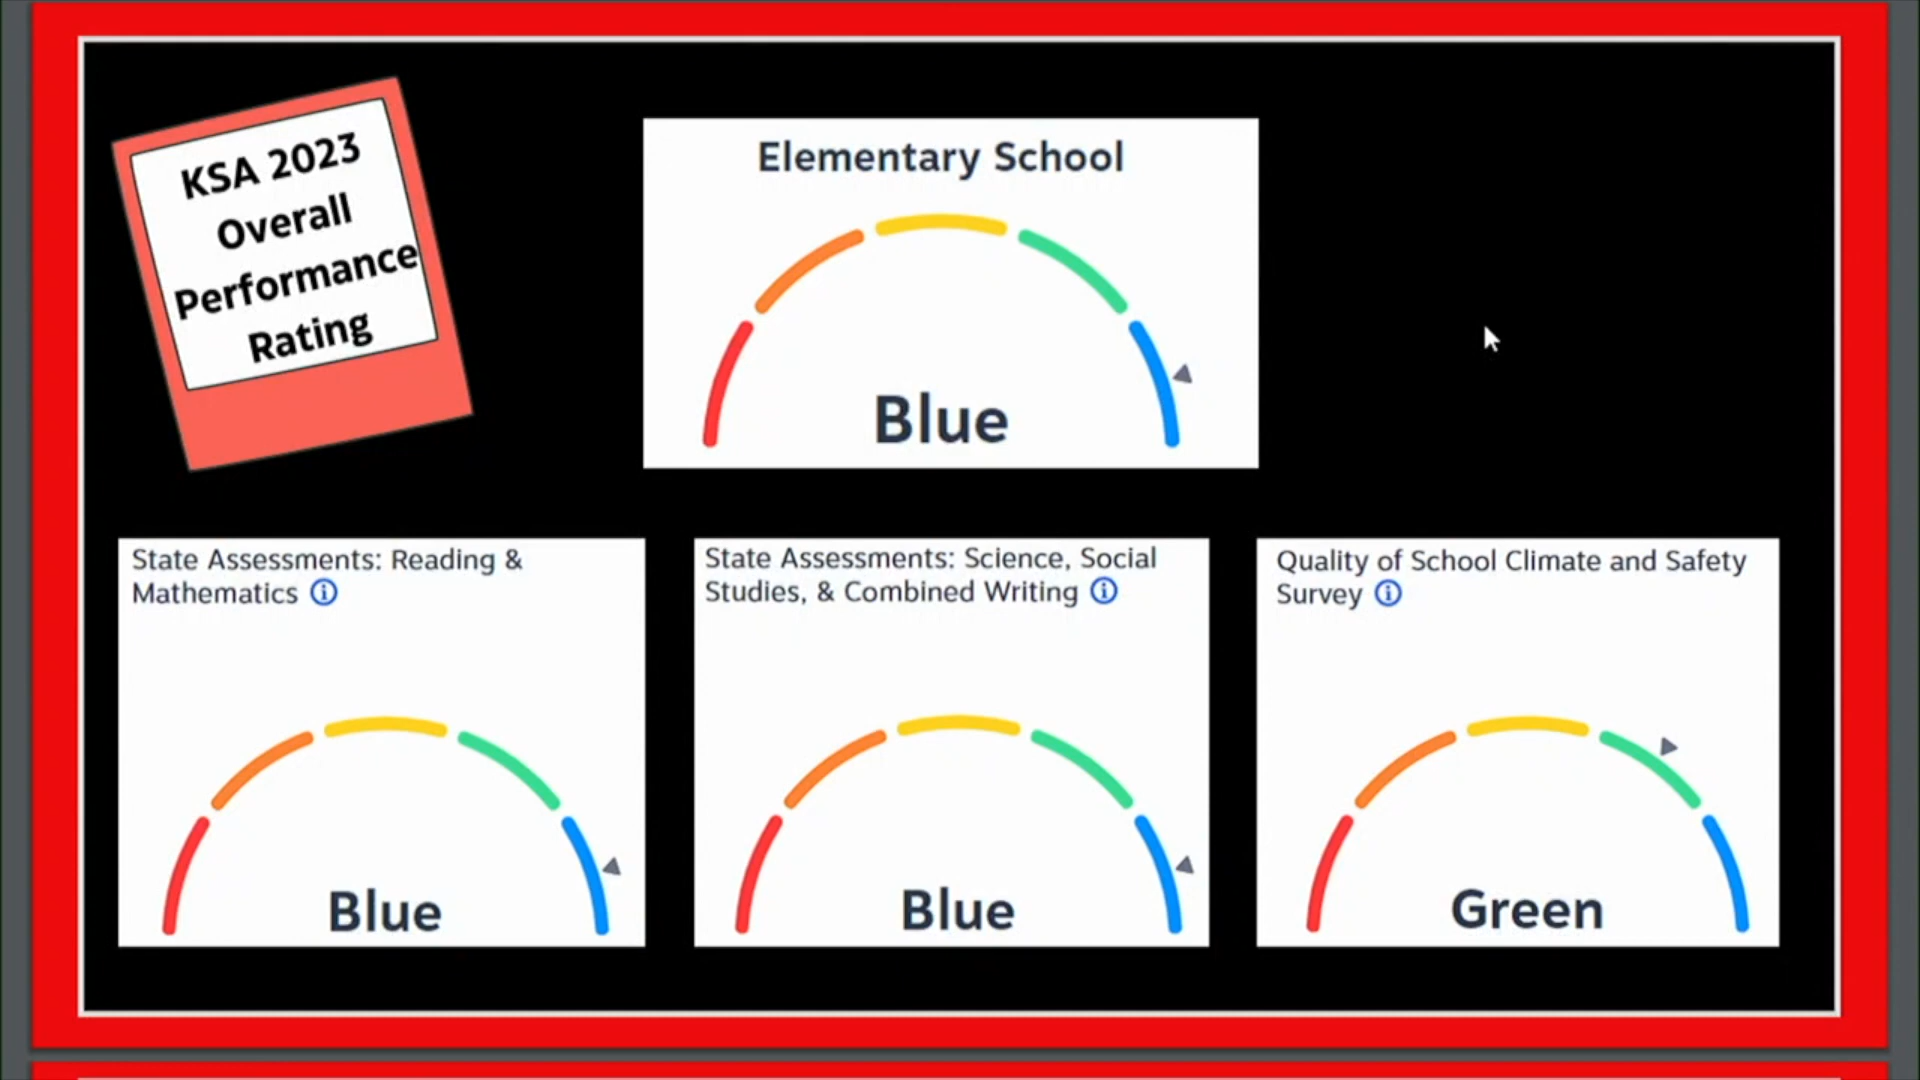 KSA 2023
Overall
Performance
Rating
Elementary School
Blue
State Assessments: Reading &
Mathematics
Blue
State Assessments: Science, Social
Studies, & Combined Writing
Blue
Quality of School Climate and Safety
Survey
Green